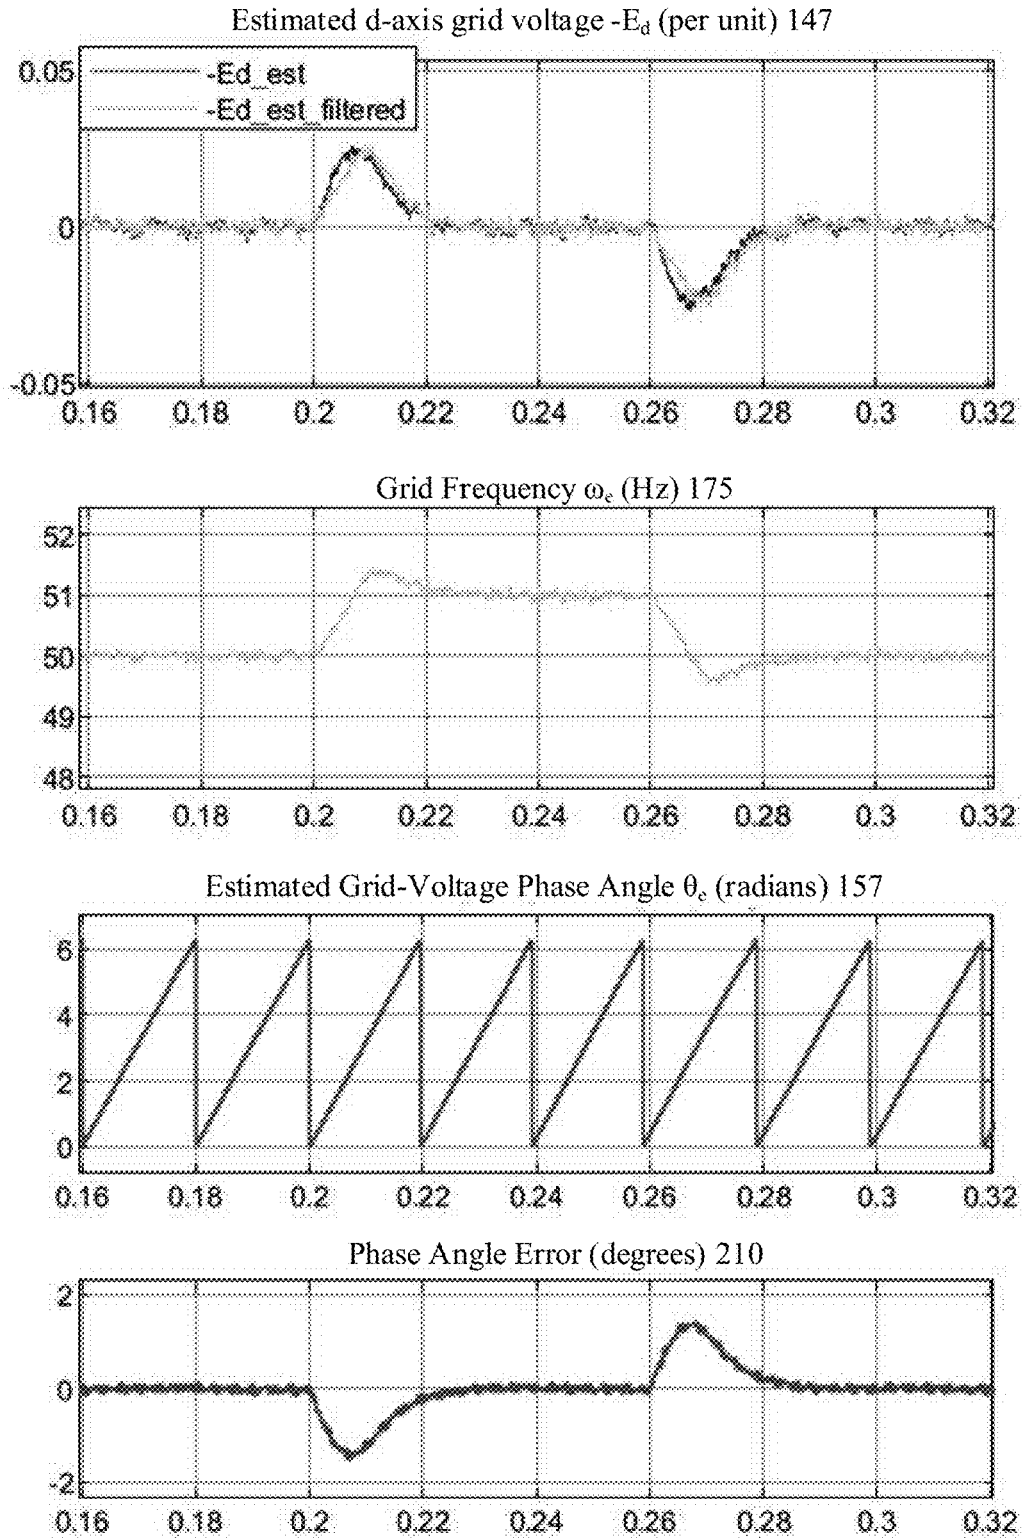 Estimated d-axis grid voltage -Ed (per unit) 147
-Ed_est
-Ed_est_filtered
0.05
0
-0.05
0.16 0.18 0.2 0.22 0.24 0.26 0.28 0.3 0.32
Grid Frequency ωe (Hz) 175
52
51
50
49
48
0.16 0.18 0.2 0.22 0.24 0.26 0.28 0.3 0.32
Estimated Grid-Voltage Phase Angle θe (radians) 157
6
4
2
0
0.16 0.18 0.2 0.22 0.24 0.26 0.28 0.3 0.32
Phase Angle Error (degrees) 210
2
0
-2
0.16 0.18 0.2 0.22 0.24 0.26 0.28 0.3 0.32